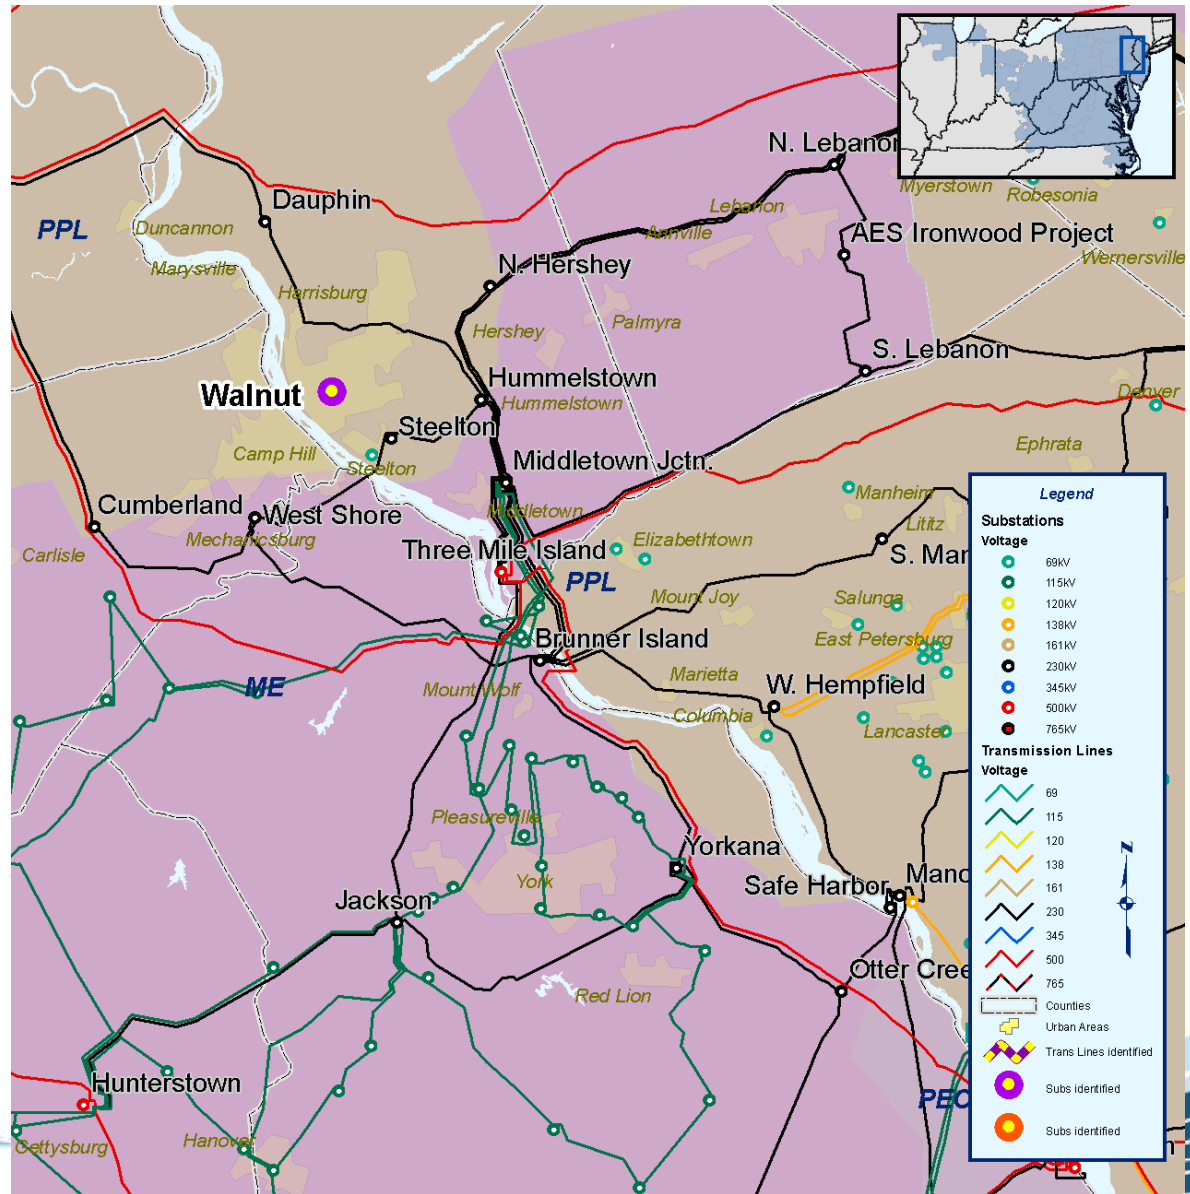 N. Lebanon
Myerstown
Robesonia
Dauphin
Lebanon
PPL
Duncannon
Annville
AES Ironwood Project
Wernersville
Marysville
N. Hershey
Harrisburg
Palmyra
Hershey
S. Lebanon
Walnut
Hummelstown
Hummelstown
Denver
Steelton
Ephrata
Camp Hill
Steelton
Middletown Jctn.
Manheim
Cumberland
West Shore
Middletown
Lititz
Mechanicsburg
Elizabethtown
Carlisle
Three Mile Island
S. Man
PPL
Mount Joy
Salunga
Brunner Island
East Petersburg
Marietta
ME
Mount Wolf
W. Hempfield
Columbia
Lancaster
Pleasureville
Yorkana
York
Safe Harbor
Mano
Jackson
Otter Cree
Red Lion
Hunterstown
PEC
Gettysburg
Hanover
Legend
Substations
Voltage
69kV
115kV
120kV
138kV
161kV
230kV
345kV
500kV
765kV
Transmission Lines
Voltage
69
115
120
138
161
230
345
500
765
Counties
Urban Areas
Trans Lines identified
Subs identified
Subs identified
N